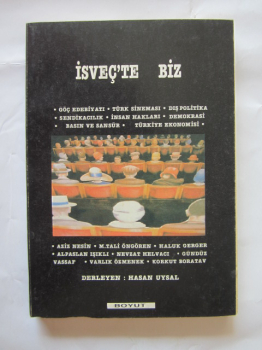 İSVEÇ'TE BİZ
· GÖÇ EDEBİYATI · TÜRK SİNEMASI · DIŞ POLİTİKA
· SENDİKACILIK · İNSAN HAKLARI · DEMOKRASİ
· BASIN VE SANSÜR · TÜRKİYE EKONOMİSİ ·
· AZİZ NESİN · M.TALİ ÖNGÖREN · HALUK GERGER
· ALPASLAN IŞIKLI · NEVZAT HELVACI · GÜNDÜZ
VASSAF · VARLIK ÖZMENEK · KORKUT BORATAV
DERLEYEN : HASAN UYSAL
BOYUT